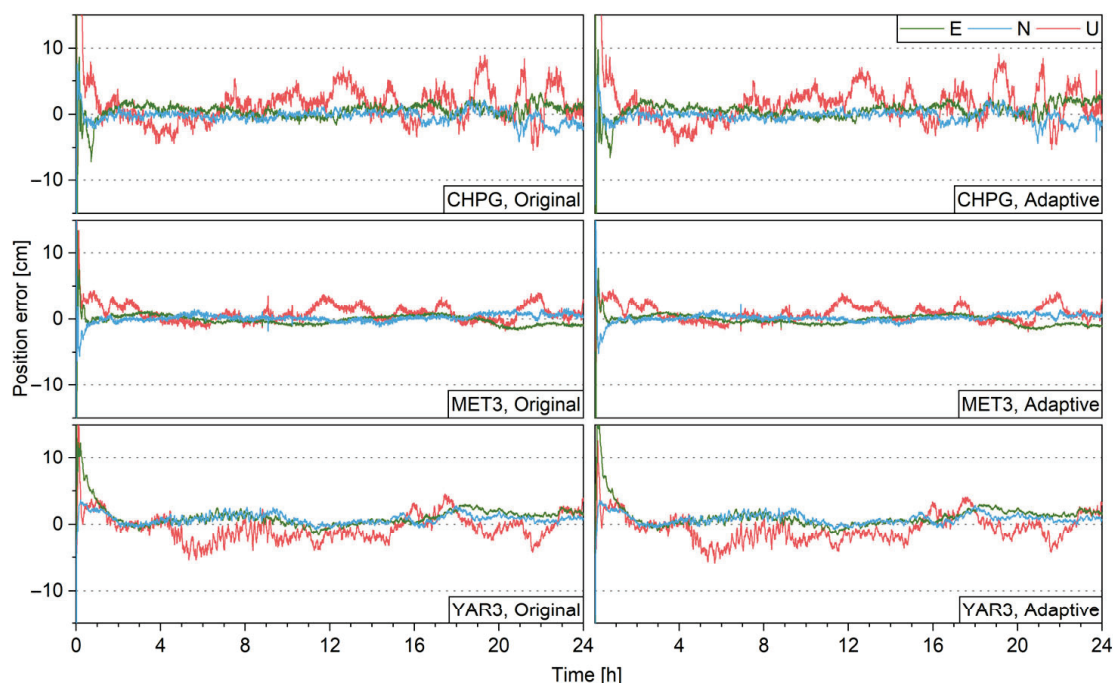 E N U
10
0
−10
CHPG, Original
CHPG, Adaptive
Position error [cm]
10
0
−10
MET3, Original
MET3, Adaptive
10
0
−10
YAR3, Original
YAR3, Adaptive
0 4 8 12 16 20 24 4 8 12 16 20 24
Time [h]